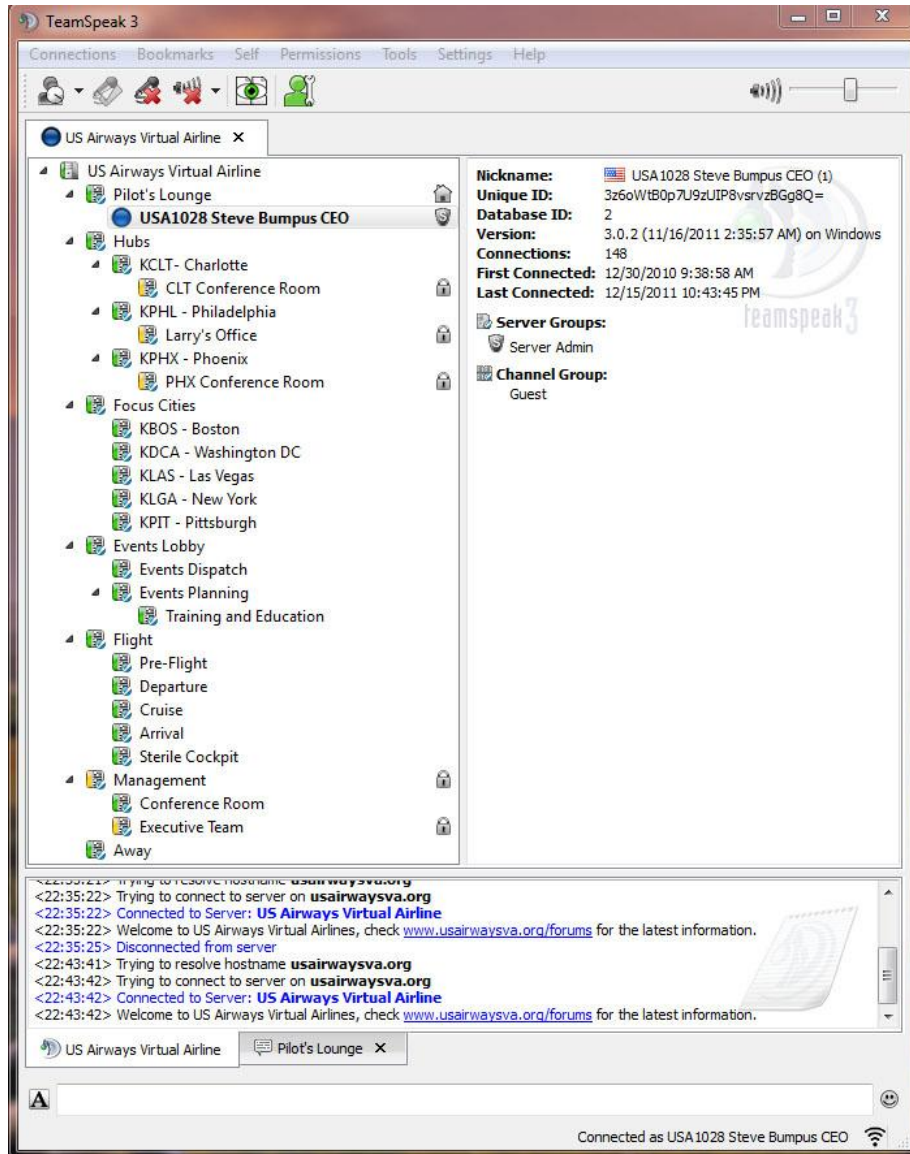 TeamSpeak 3
Connections Bookmarks Self Permissions Tools Settings Help
US Airways Virtual Airline
US Airways Virtual Airline
Pilot's Lounge
USA1028 Steve Bumpus CEO
Hubs
KCLT- Charlotte
CLT Conference Room
KPHL - Philadelphia
Larry's Office
KPHX - Phoenix
PHX Conference Room
Focus Cities
KBOS - Boston
KDCA - Washington DC
KLAS - Las Vegas
KLGA - New York
KPIT - Pittsburgh
Events Lobby
Events Dispatch
Events Planning
Training and Education
Flight
Pre-Flight
Departure
Cruise
Arrival
Sterile Cockpit
Management
Conference Room
Executive Team
Away
Nickname: USA1028 Steve Bumpus CEO (1)
Unique ID: 3z6oWtB0p7U9zUIP8vsrvzBGg8Q=
Database ID: 2
Version: 3.0.2 (11/16/2011 2:35:57 AM) on Windows
Connections: 148
First Connected: 12/30/2010 9:38:58 AM
Last Connected: 12/15/2011 10:43:45 PM
teamspeak 3
Server Groups:
Server Admin
Channel Group:
Guest
<22:35:21> Trying to resolve hostname usairwaysva.org
<22:35:22> Trying to connect to server on usairwaysva.org
<22:35:22> Connected to Server: US Airways Virtual Airline
<22:35:22> Welcome to US Airways Virtual Airlines, check www.usairwaysva.org/forums for the latest information.
<22:35:25> Disconnected from server
<22:43:41> Trying to resolve hostname usairwaysva.org
<22:43:42> Trying to connect to server on usairwaysva.org
<22:43:42> Connected to Server: US Airways Virtual Airline
<22:43:42> Welcome to US Airways Virtual Airlines, check www.usairwaysva.org/forums for the latest information.
US Airways Virtual Airline Pilot's Lounge
A
Connected as USA1028 Steve Bumpus CEO